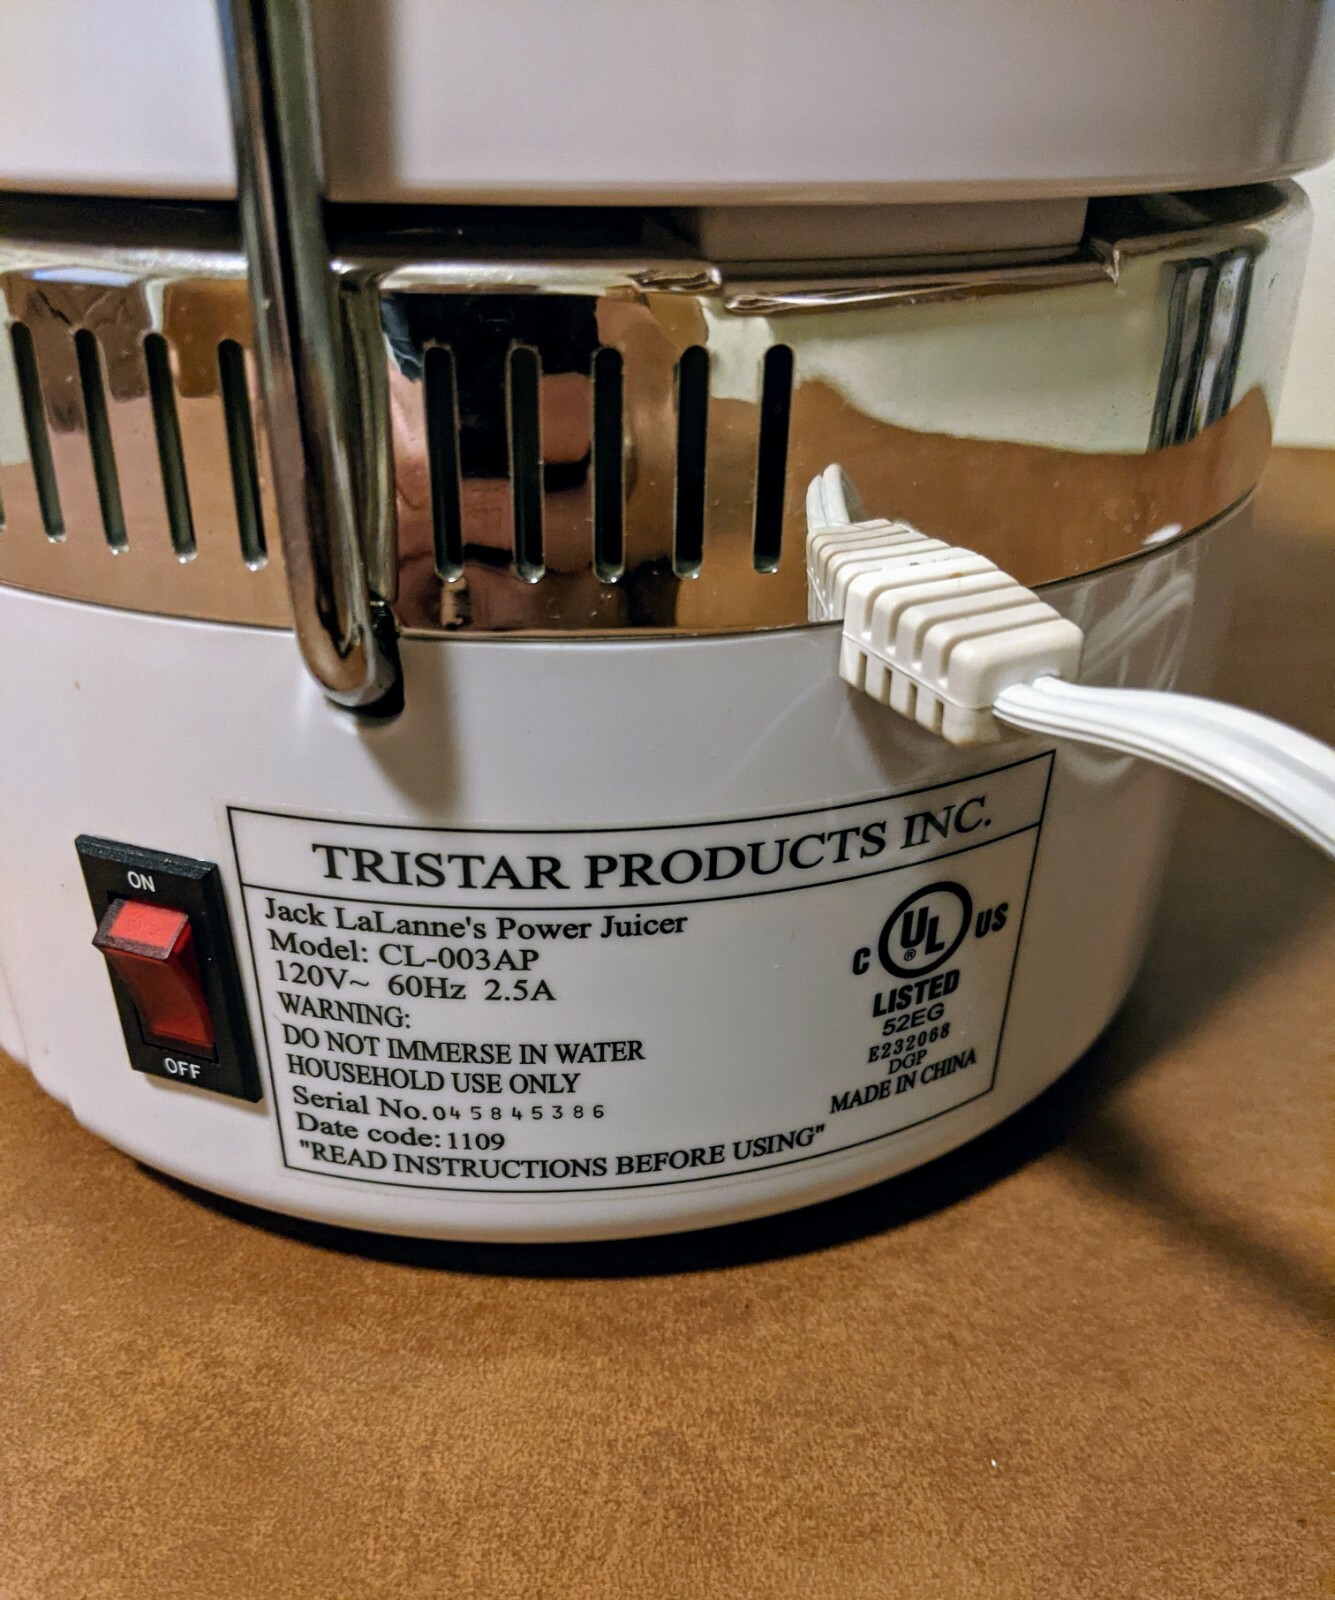 ON
OFF
TRISTAR PRODUCTS INC.
Jack LaLanne's Power Juicer
Model: CL-003AP
120V~ 60Hz 2.5A
WARNING:
DO NOT IMMERSE IN WATER
HOUSEHOLD USE ONLY
Serial No. 045845386
Date code: 1109
"READ INSTRUCTIONS BEFORE USING"
C UL® US
LISTED
52EG
E232068
DGP
MADE IN CHINA